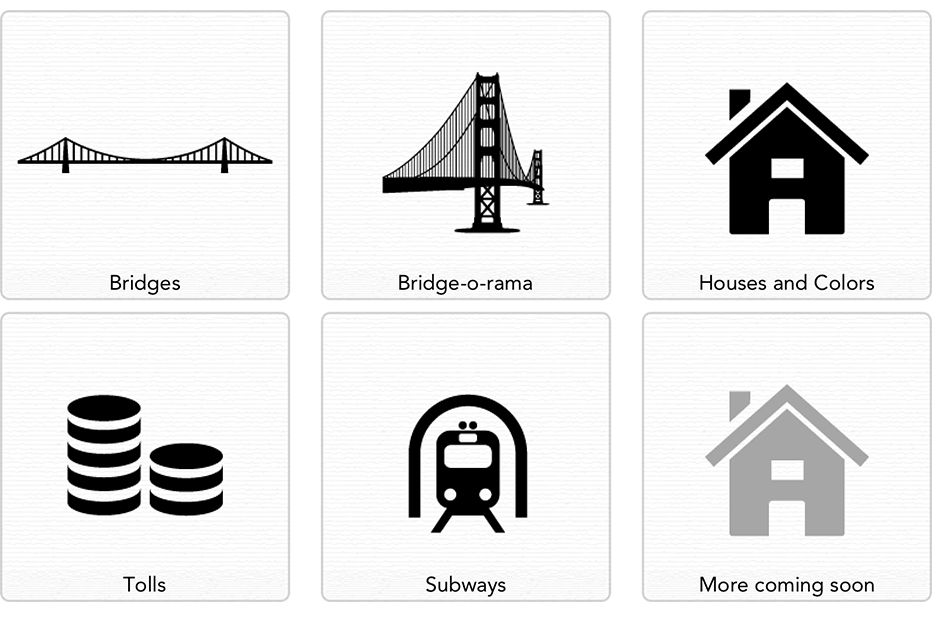 Bridges
Bridge-o-rama
Houses and Colors
Tolls
Subways
More coming soon